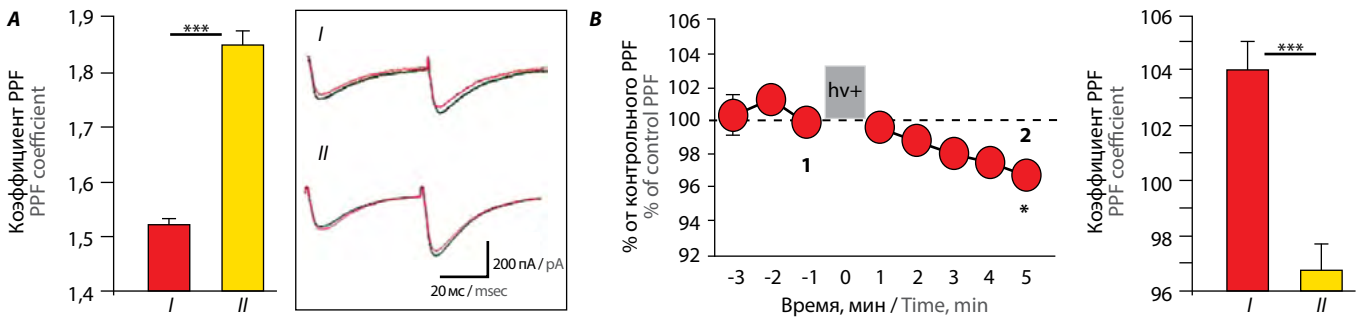 A
Коэффициент PPF
PPF coefficient
1,9
1,8
1,7
1,6
1,5
1,4
***
I
II
I
II
200 пА / pA
20 мс / msec
B
% от контрольного PPF
% of control PPF
106
104
102
100
98
96
94
92
hv+
1
2
*
-3 -2 -1 0 1 2 3 4 5
Время, мин / Time, min
Коэффициент PPF
PPF coefficient
106
104
102
100
98
96
***
I
II